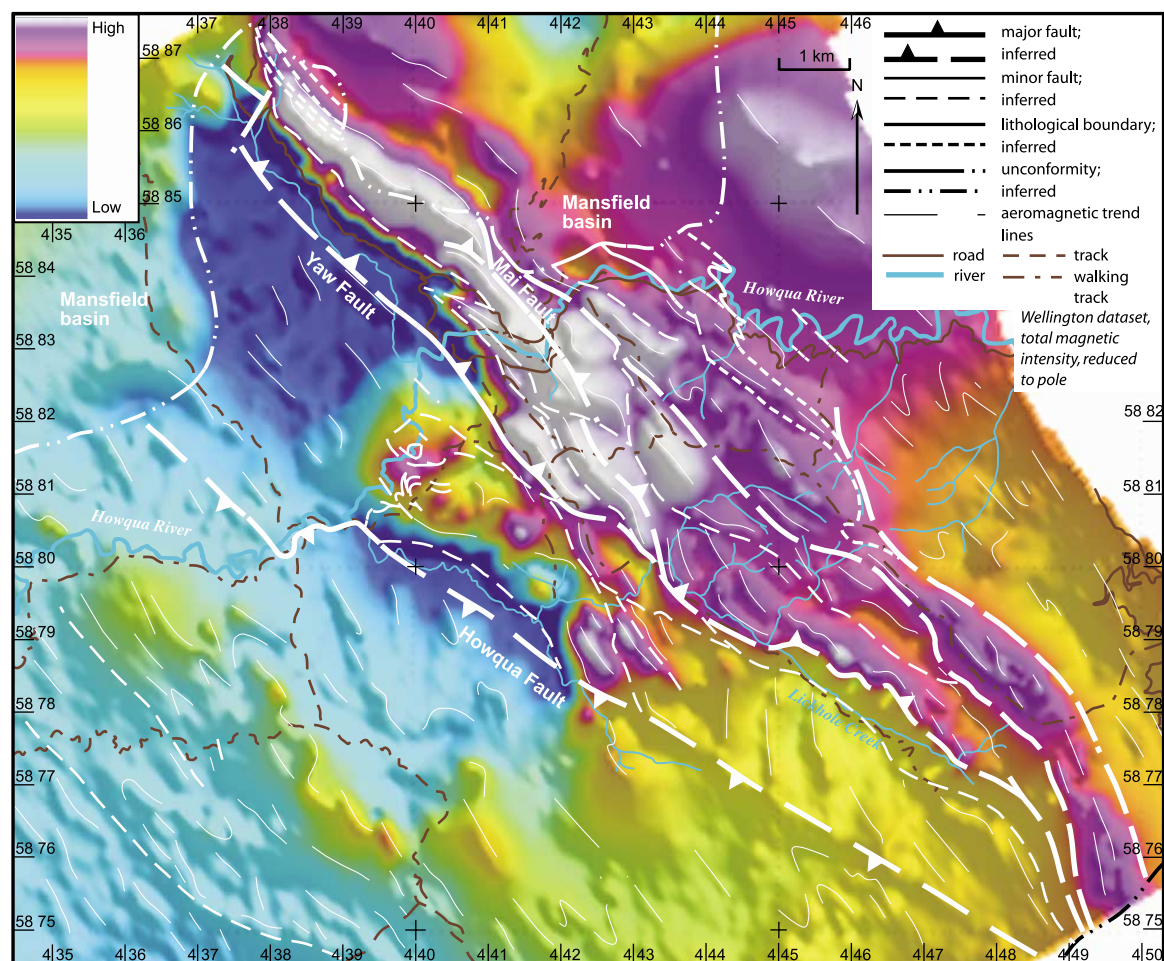 High
Low
4|37
4|38
4|39
4|40
4|41
4|42
4|43
4|44
4|45
4|46
58 87
58 86
58 85
4|35
4|36
58 84
58 83
58 82
58 81
58 80
58 79
58 78
58 77
58 76
58 75
1 km
N
major fault;
inferred
minor fault;
inferred
lithological boundary;
inferred
unconformity;
inferred
aeromagnetic trend
lines
road
track
river
walking
track
Wellington dataset,
total magnetic
intensity, reduced
to pole
Mansfield
basin
Mai Fault
Yaw Fault
Howqua River
Mansfield
basin
Howqua River
Howqua Fault
Lickhole Creek
58 82
58 81
58 80
58 79
58 78
58 77
58 76
58 75
4|35
4|36
4|37
4|38
4|39
4|40
4|41
4|42
4|43
4|44
4|45
4|46
4|47
4|48
4|49
4|50